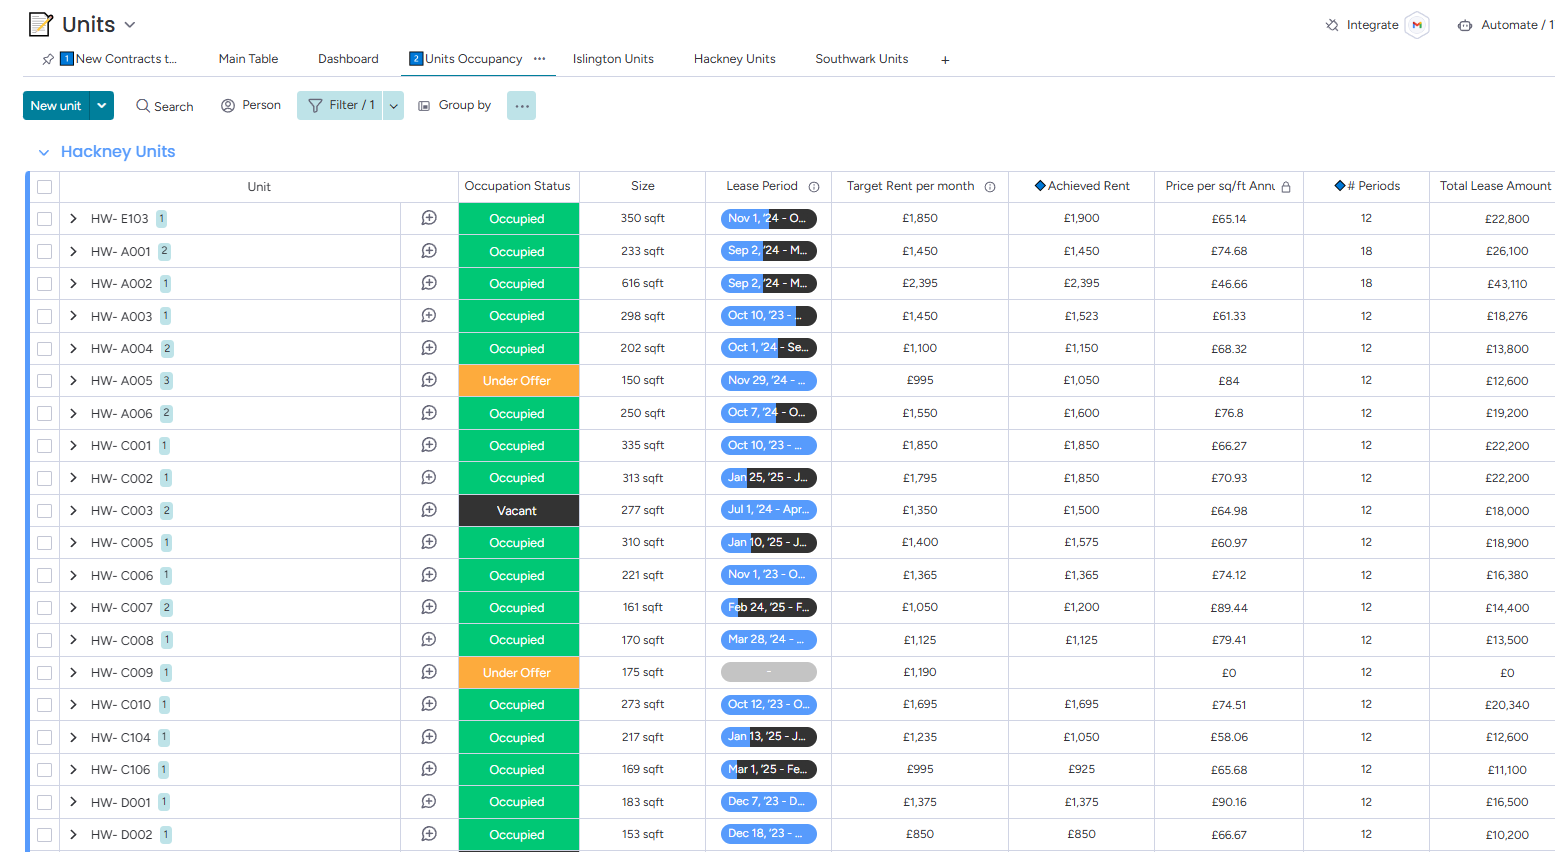 Units
Integrate
Automate / 1
1 New Contracts t...
Main Table
Dashboard
2 Units Occupancy ...
Islington Units
Hackney Units
Southwark Units
+
New unit
Search
Person
Filter / 1
Group by
...
Hackney Units
Unit Occupation Status Size Lease Period Target Rent per month Achieved Rent Price per sq/ft Annu # Periods Total Lease Amount
HW- E103 1 Occupied 350 sqft Nov 1, '24 - O... £1,850 £1,900 £65.14 12 £22,800
HW- A001 2 Occupied 233 sqft Sep 2, '24 - M... £1,450 £1,450 £74.68 18 £26,100
HW- A002 1 Occupied 616 sqft Sep 2, '24 - M... £2,395 £2,395 £46.66 18 £43,110
HW- A003 1 Occupied 298 sqft Oct 10, '23 - ... £1,450 £1,523 £61.33 12 £18,276
HW- A004 2 Occupied 202 sqft Oct 1, '24 - Se... £1,100 £1,150 £68.32 12 £13,800
HW- A005 3 Under Offer 150 sqft Nov 29, '24 - ... £995 £1,050 £84 12 £12,600
HW- A006 2 Occupied 250 sqft Oct 7, '24 - O... £1,550 £1,600 £76.8 12 £19,200
HW- C001 1 Occupied 335 sqft Oct 10, '23 - ... £1,850 £1,850 £66.27 12 £22,200
HW- C002 1 Occupied 313 sqft Jan 25, '25 - J... £1,795 £1,850 £70.93 12 £22,200
HW- C003 2 Vacant 277 sqft Jul 1, '24 - Apr... £1,350 £1,500 £64.98 12 £18,000
HW- C005 1 Occupied 310 sqft Jan 10, '25 - J... £1,400 £1,575 £60.97 12 £18,900
HW- C006 1 Occupied 221 sqft Nov 1, '23 - O... £1,365 £1,365 £74.12 12 £16,380
HW- C007 2 Occupied 161 sqft Feb 24, '25 - F... £1,050 £1,200 £89.44 12 £14,400
HW- C008 1 Occupied 170 sqft Mar 28, '24 - ... £1,125 £1,125 £79.41 12 £13,500
HW- C009 1 Under Offer 175 sqft - £1,190 £0 12 £0
HW- C010 1 Occupied 273 sqft Oct 12, '23 - O... £1,695 £1,695 £74.51 12 £20,340
HW- C104 1 Occupied 217 sqft Jan 13, '25 - J... £1,235 £1,050 £58.06 12 £12,600
HW- C106 1 Occupied 169 sqft Mar 1, '25 - Fe... £995 £925 £65.68 12 £11,100
HW- D001 1 Occupied 183 sqft Dec 7, '23 - D... £1,375 £1,375 £90.16 12 £16,500
HW- D002 1 Occupied 153 sqft Dec 18, '23 - ... £850 £850 £66.67 12 £10,200